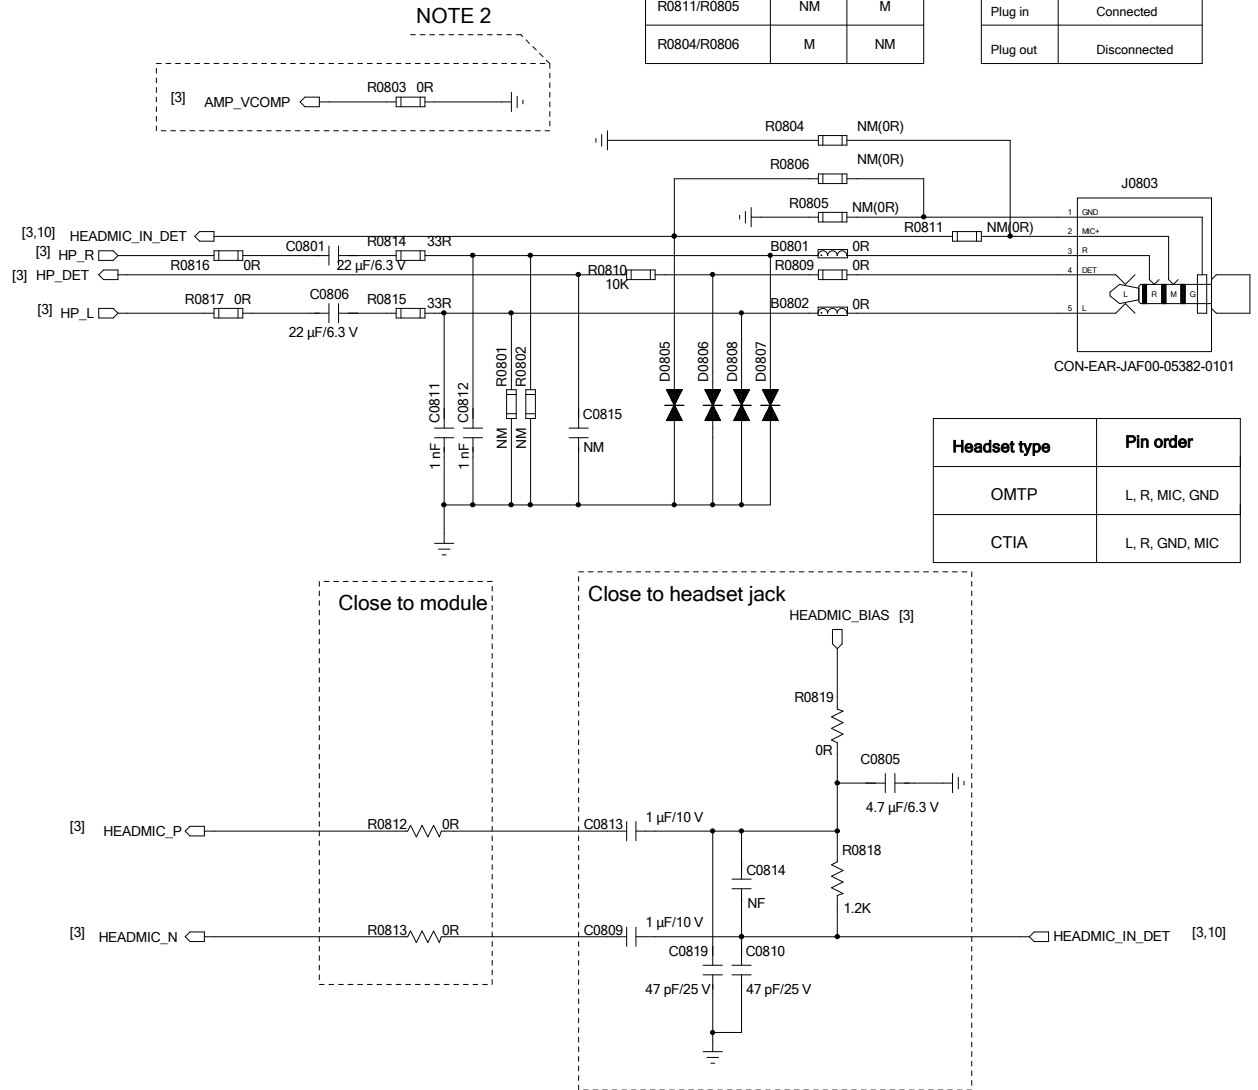 NOTE 2
R0811/R0805 NM M
R0804/R0806 M NM
Plug in Connected
Plug out Disconnected
[3] AMP_VCOMP R0803 0R
R0804 NM(0R)
R0806 NM(0R)
J0803
R0805 NM(0R)
1 GND
[3,10] HEADMIC_IN_DET
R0811 NM(0R)
2 MIC+
[3] HP_R R0816 0R C0801 22 µF/6.3 V R0814 33R B0801 0R
3 R
[3] HP_DET R0810 10K R0809 0R
4 DET
L R M G
[3] HP_L R0817 0R C0806 22 µF/6.3 V R0815 33R B0802 0R
5 L
CON-EAR-JAF00-05382-0101
C0811 1 nF
C0812 1 nF
R0801 NM
R0802 NM
C0815 NM
D0805
D0806
D0808
D0807
Headset type Pin order
OMTP L, R, MIC, GND
CTIA L, R, GND, MIC
Close to module
Close to headset jack
HEADMIC_BIAS [3]
R0819
0R
C0805
4.7 µF/6.3 V
[3] HEADMIC_P R0812 0R C0813 1 µF/10 V
R0818
1.2K
C0814
NF
[3] HEADMIC_N R0813 0R C0809 1 µF/10 V
HEADMIC_IN_DET [3,10]
C0819 C0810
47 pF/25 V 47 pF/25 V